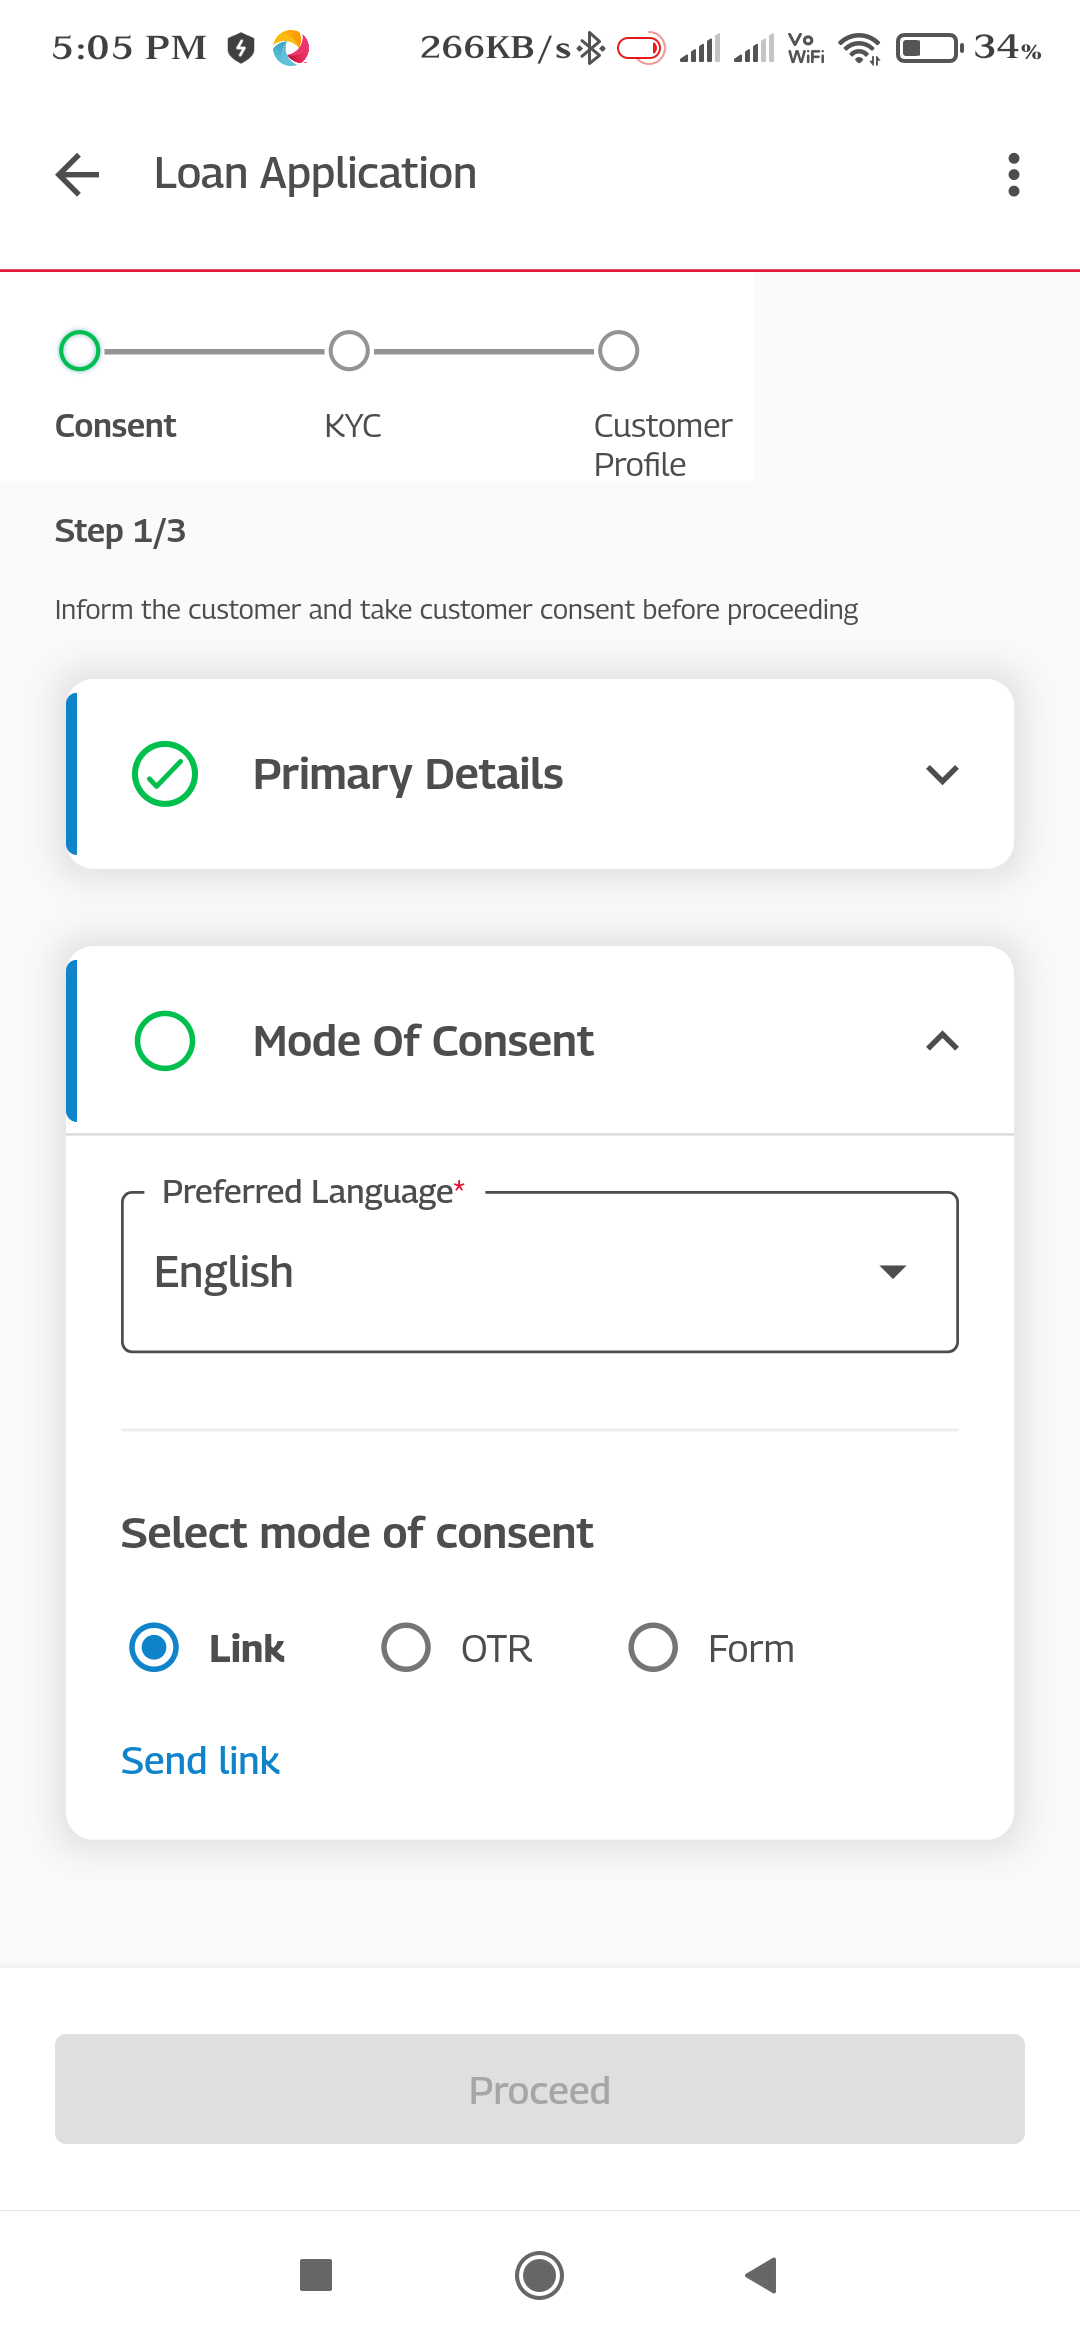 5:05 PM 266KB/s Vo WiFi 34%
Loan Application
Consent KYC Customer
Profile
Step 1/3
Inform the customer and take customer consent before proceeding
Primary Details
Mode Of Consent
Preferred Language*
English
Select mode of consent
Link OTR Form
Send link
Proceed